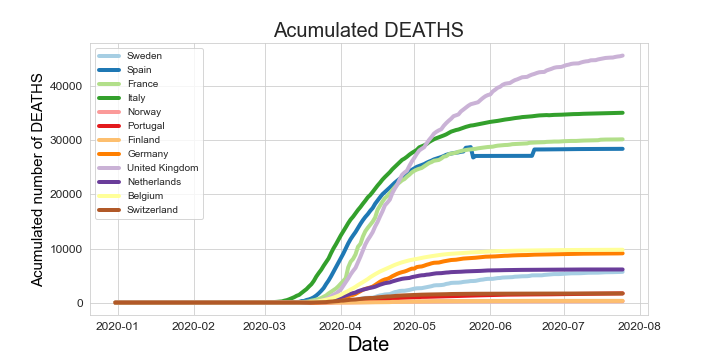 Acumulated DEATHS
Acumulated number of DEATHS
40000
30000
20000
10000
0
Sweden
Spain
France
Italy
Norway
Portugal
Finland
Germany
United Kingdom
Netherlands
Belgium
Switzerland
2020-01
2020-02
2020-03
2020-04
2020-05
2020-06
2020-07
2020-08
Date